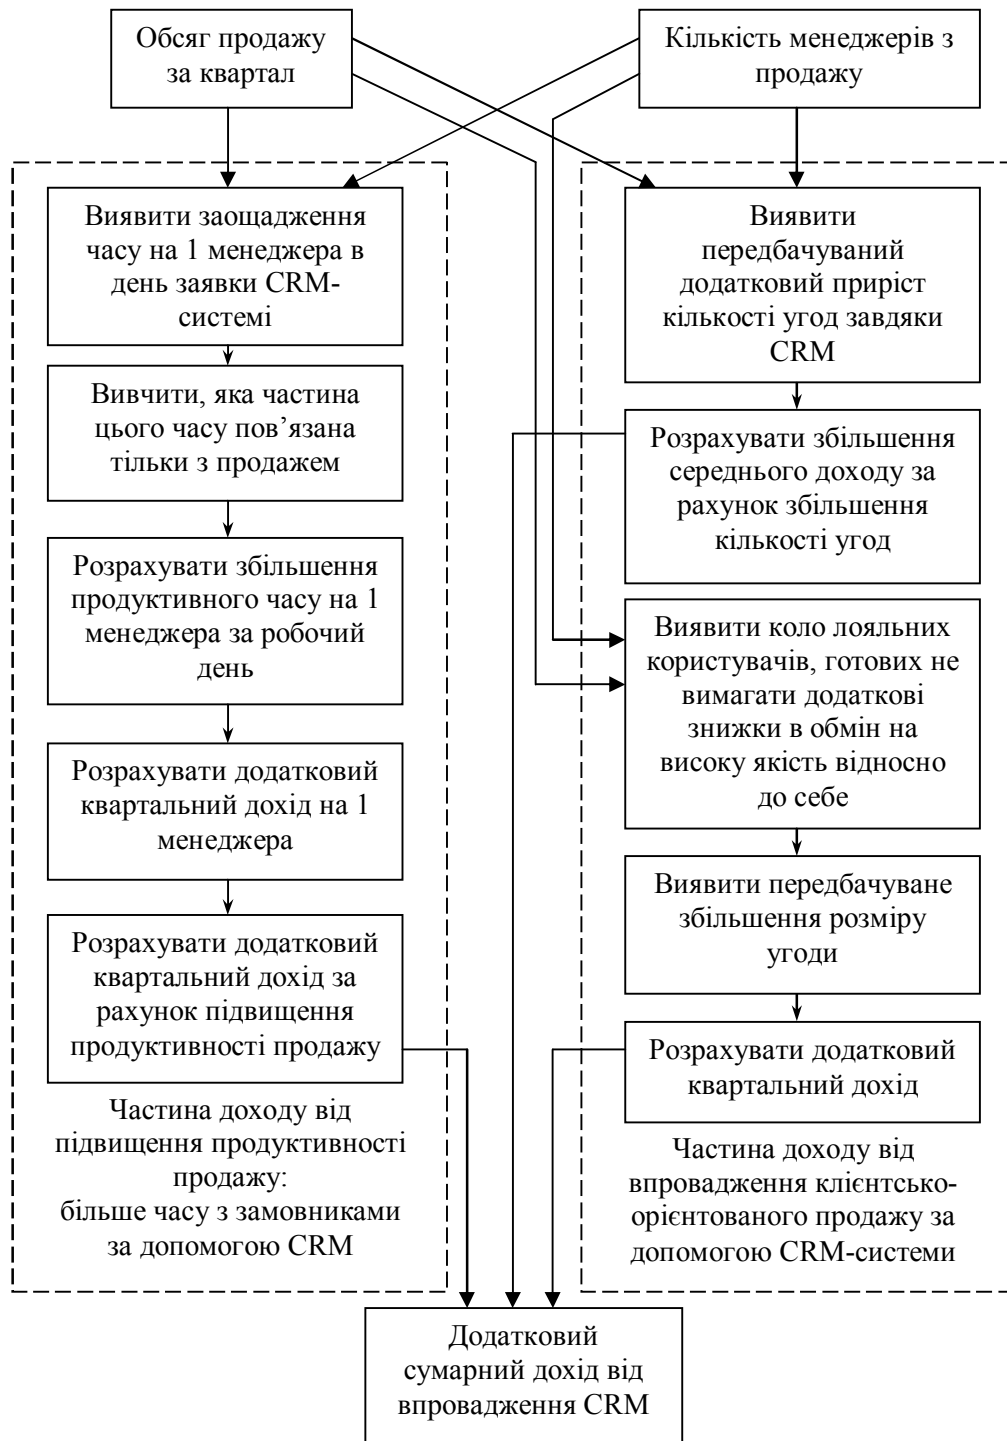 Обсяг продажу
за квартал
Кількість менеджерів з
продажу
Виявити заощадження
часу на 1 менеджера в
день заявки CRM-
системі
Вивчити, яка частина
цього часу пов’язана
тільки з продажем
Розрахувати збільшення
продуктивного часу на 1
менеджера за робочий
день
Розрахувати додатковий
квартальний дохід на 1
менеджера
Розрахувати додатковий
квартальний дохід за
рахунок підвищення
продуктивності продажу
Частина доходу від
підвищення продуктивності
продажу:
більше часу з замовниками
за допомогою CRM
Виявити
передбачуваний
додатковий приріст
кількості угод завдяки
CRM
Розрахувати збільшення
середнього доходу за
рахунок збільшення
кількості угод
Виявити коло лояльних
користувачів, готових не
вимагати додаткові
знижки в обмін на
високу якість відносно
до себе
Виявити передбачуване
збільшення розміру
угоди
Розрахувати додатковий
квартальний дохід
Частина доходу від
впровадження клієнтсько-
орієнтованого продажу за
допомогою CRM-системи
Додатковий
сумарний дохід від
впровадження CRM